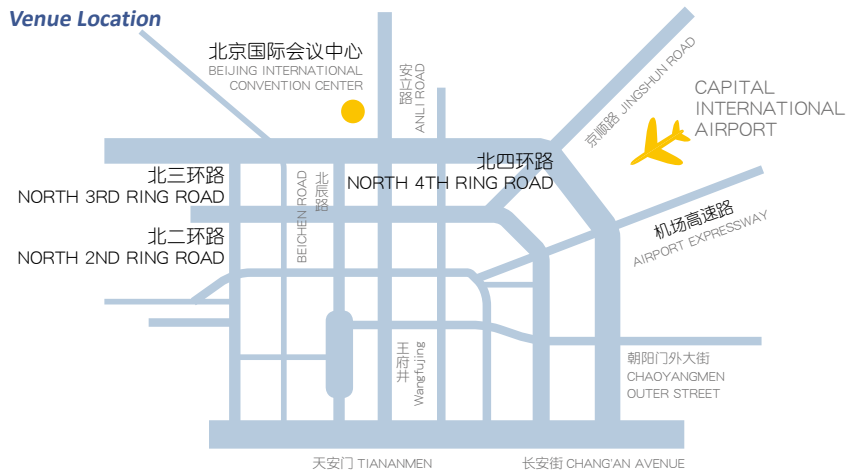 Venue Location
北京国际会议中心
BEIJING INTERNATIONAL
CONVENTION CENTER
安立路
ANLI ROAD
京顺路 JINGSHUN ROAD
CAPITAL
INTERNATIONAL
AIRPORT
北三环路
NORTH 3RD RING ROAD
北四环路
NORTH 4TH RING ROAD
北辰路
BEICHEN ROAD
北二环路
NORTH 2ND RING ROAD
机场高速路
AIRPORT EXPRESSWAY
王府井
Wangfujing
朝阳门外大街
CHAOYANGMEN
OUTER STREET
天安门 TIANANMEN
长安街 CHANG'AN AVENUE